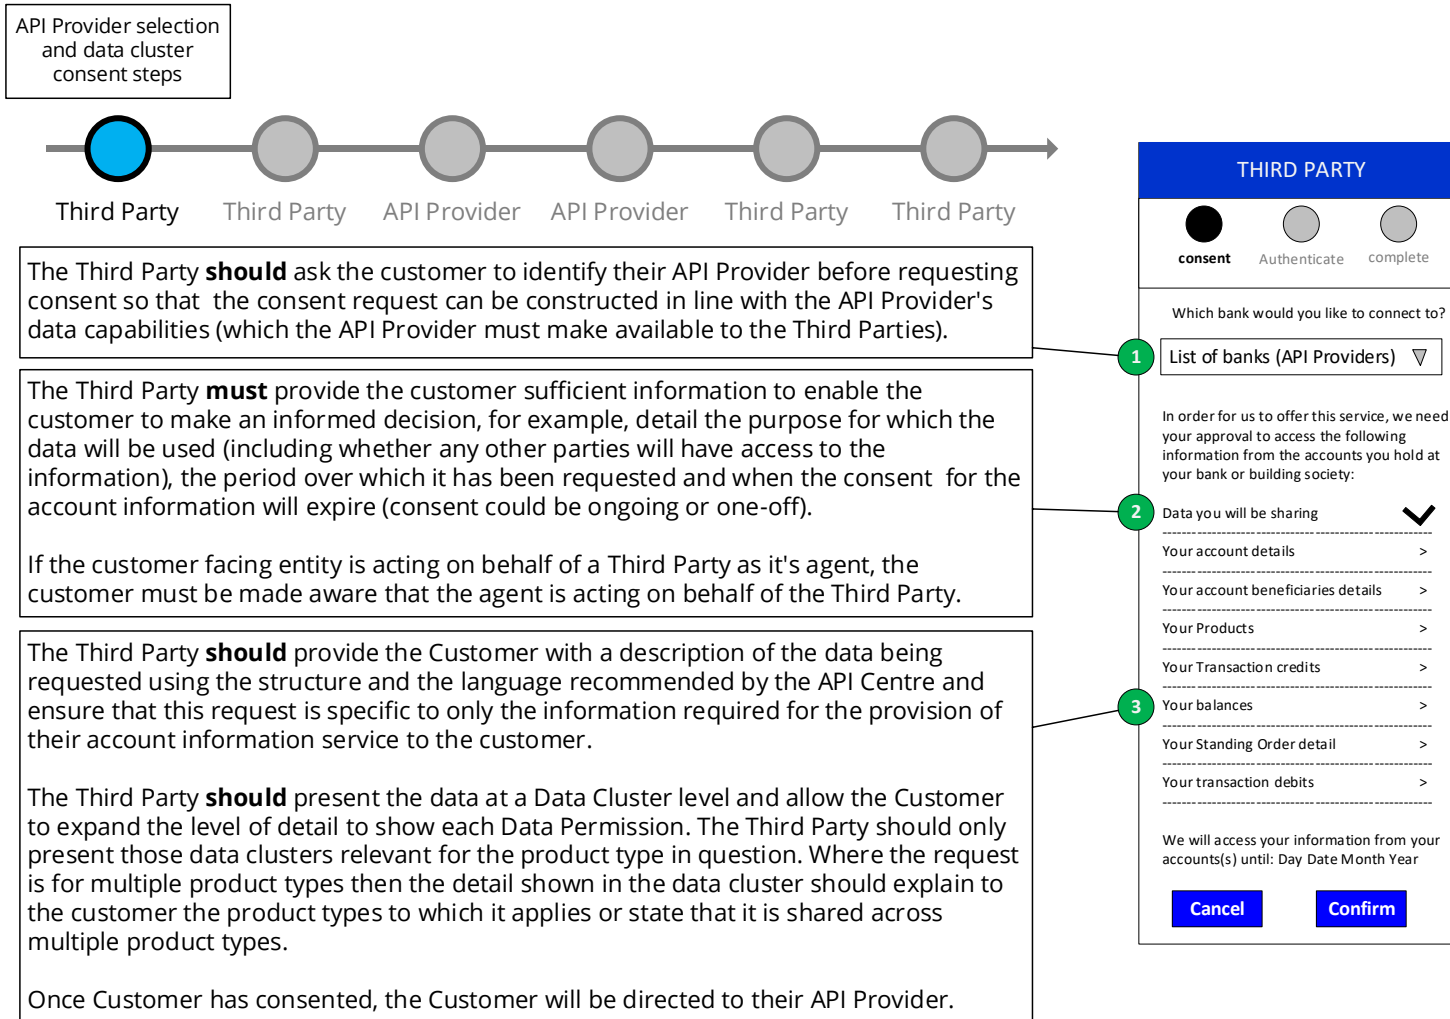 API Provider selection
and data cluster
consent steps
Third Party
Third Party
API Provider
API Provider
Third Party
Third Party
The Third Party should ask the customer to identify their API Provider before requesting
consent so that the consent request can be constructed in line with the API Provider's
data capabilities (which the API Provider must make available to the Third Parties).
The Third Party must provide the customer sufficient information to enable the
customer to make an informed decision, for example, detail the purpose for which the
data will be used (including whether any other parties will have access to the
information), the period over which it has been requested and when the consent for the
account information will expire (consent could be ongoing or one-off).
If the customer facing entity is acting on behalf of a Third Party as it's agent, the
customer must be made aware that the agent is acting on behalf of the Third Party.
The Third Party should provide the Customer with a description of the data being
requested using the structure and the language recommended by the API Centre and
ensure that this request is specific to only the information required for the provision of
their account information service to the customer.
The Third Party should present the data at a Data Cluster level and allow the Customer
to expand the level of detail to show each Data Permission. The Third Party should only
present those data clusters relevant for the product type in question. Where the request
is for multiple product types then the detail shown in the data cluster should explain to
the customer the product types to which it applies or state that it is shared across
multiple product types.
Once Customer has consented, the Customer will be directed to their API Provider.
THIRD PARTY
consent
Authenticate
complete
Which bank would you like to connect to?
1
List of banks (API Providers)
In order for us to offer this service, we need
your approval to access the following
information from the accounts you hold at
your bank or building society:
2
Data you will be sharing
Your account details >
Your account beneficiaries details >
Your Products >
Your Transaction credits >
3
Your balances >
Your Standing Order detail >
Your transaction debits >
We will access your information from your
accounts(s) until: Day Date Month Year
Cancel
Confirm